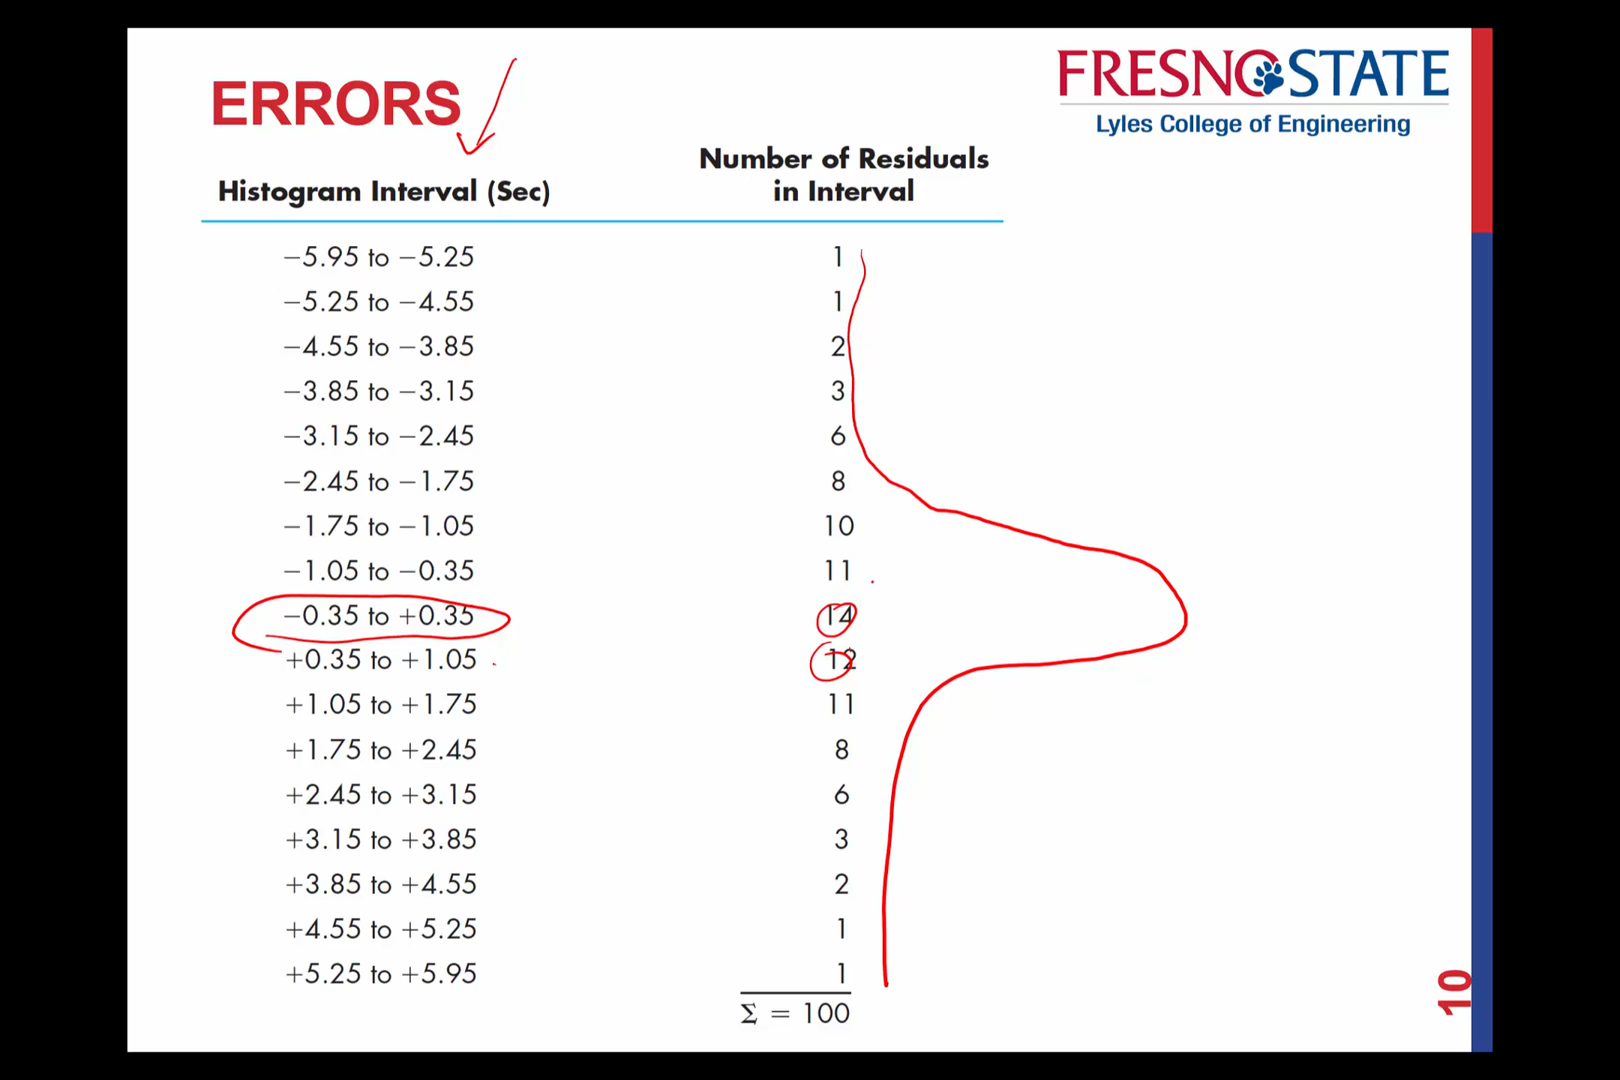 ERRORS
FRESNO STATE
Lyles College of Engineering
Histogram Interval (Sec) Number of Residuals in Interval
−5.95 to −5.25 1
−5.25 to −4.55 1
−4.55 to −3.85 2
−3.85 to −3.15 3
−3.15 to −2.45 6
−2.45 to −1.75 8
−1.75 to −1.05 10
−1.05 to −0.35 11
−0.35 to +0.35 14
+0.35 to +1.05 12
+1.05 to +1.75 11
+1.75 to +2.45 8
+2.45 to +3.15 6
+3.15 to +3.85 3
+3.85 to +4.55 2
+4.55 to +5.25 1
+5.25 to +5.95 1
Σ = 100
10